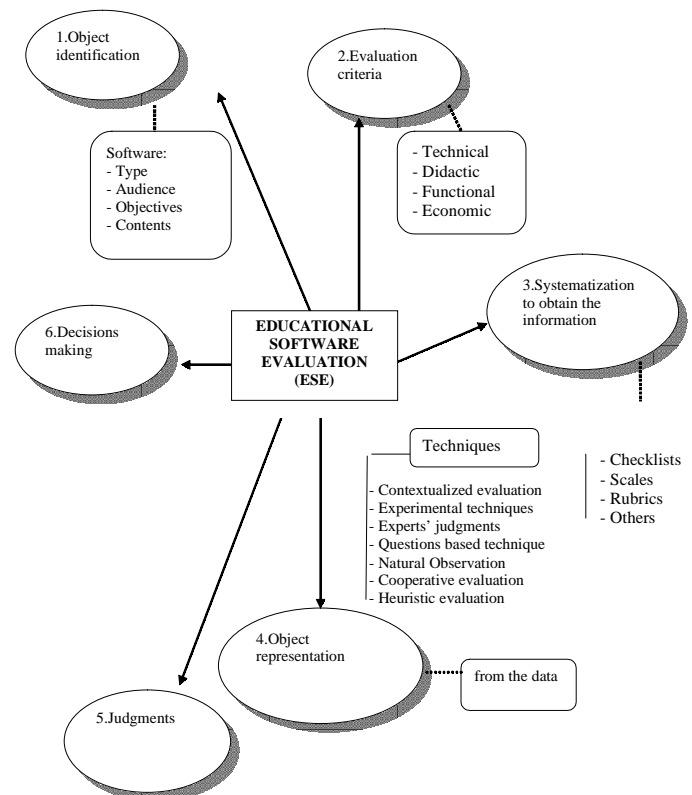 1.Object
identification
2.Evaluation
criteria
Software:
- Type
- Audience
- Objectives
- Contents
- Technical
- Didactic
- Functional
- Economic
3.Systematization
to obtain the
information
6.Decisions
making
EDUCATIONAL
SOFTWARE
EVALUATION
(ESE)
Techniques
- Contextualized evaluation
- Experimental techniques
- Experts’ judgments
- Questions based technique
- Natural Observation
- Cooperative evaluation
- Heuristic evaluation
- Checklists
- Scales
- Rubrics
- Others
4.Object
representation
from the data
5.Judgments